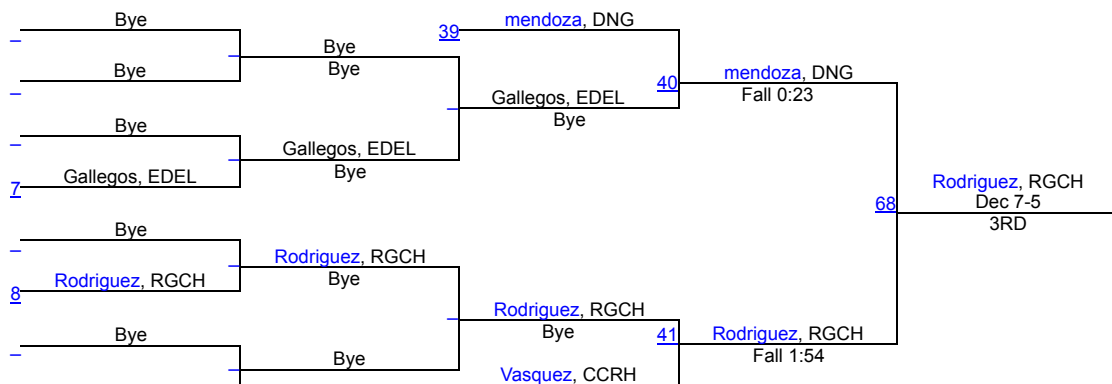 Bye
Bye
Bye
7 Gallegos, EDEL
Bye
8 Rodriguez, RGCH
Bye
Bye
Bye
Gallegos, EDEL
Bye
Rodriguez, RGCH
Bye
Bye
39 mendoza, DNG
Gallegos, EDEL
Bye
Rodriguez, RGCH
Bye
Vasquez, CCRH
40 mendoza, DNG
Fall 0:23
41 Rodriguez, RGCH
Fall 1:54
68 Rodriguez, RGCH
Dec 7-5
3RD